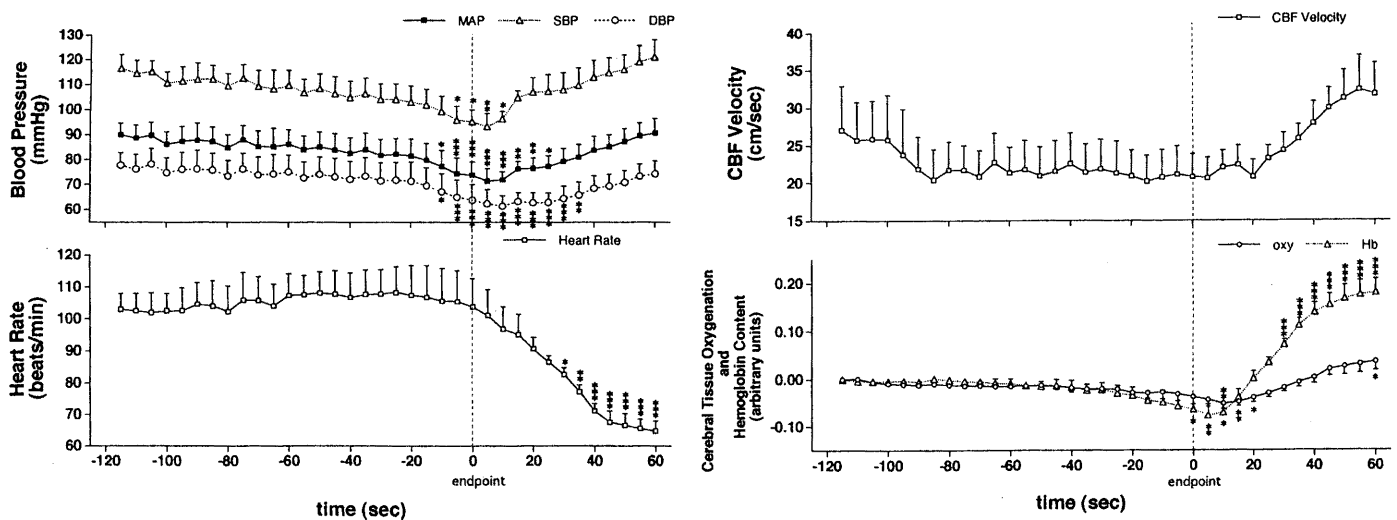 MAP SBP DBP
Blood Pressure
(mmHg)
130
120
110
100
90
80
70
60
Heart Rate
Heart Rate
(beats/min)
120
110
100
90
80
70
60
-120 -100 -80 -60 -40 -20 0 20 40 60
endpoint
time (sec)
CBF Velocity
CBF Velocity
(cm/sec)
40
35
30
25
20
15
oxy Hb
Cerebral Tissue Oxygenation
and
Hemoglobin Content
(arbitrary units)
0.20
0.10
0.00
-0.10
-120 -100 -80 -60 -40 -20 0 20 40 60
endpoint
time (sec)